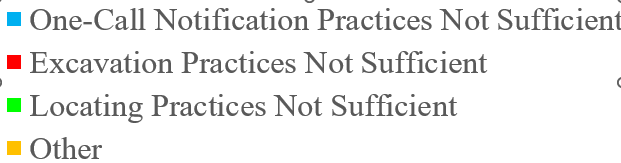 One-Call Notification Practices Not Sufficient
Excavation Practices Not Sufficient
Locating Practices Not Sufficient
Other